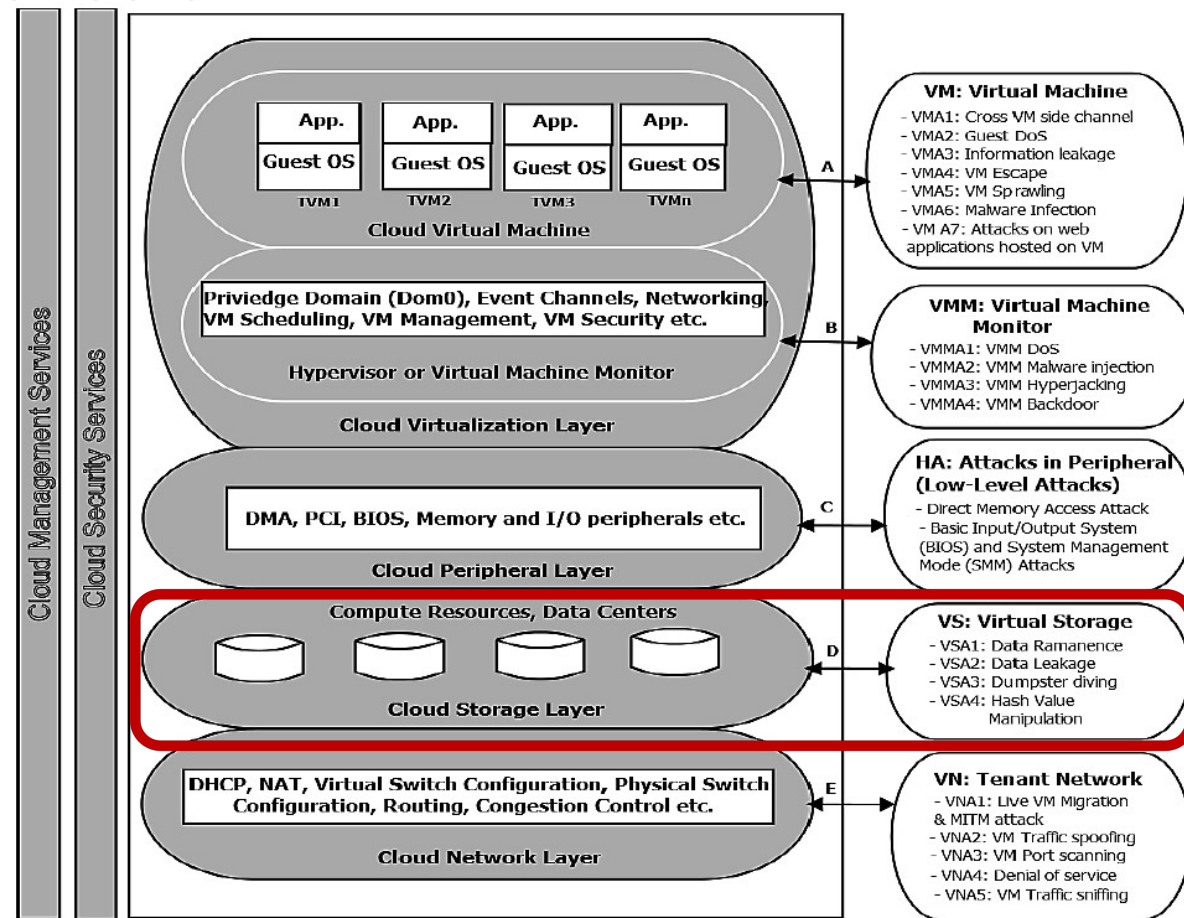 Cloud Management Services
Cloud Security Services
App.
Guest OS
TVM1
App.
Guest OS
TVM2
App.
Guest OS
TVM3
App.
Guest OS
TVMn
Cloud Virtual Machine
Priviedge Domain (Dom0), Event Channels, Networking,
VM Scheduling, VM Management, VM Security etc.
Hypervisor or Virtual Machine Monitor
Cloud Virtualization Layer
DMA, PCI, BIOS, Memory and I/O peripherals etc.
Cloud Peripheral Layer
Compute Resources, Data Centers
Cloud Storage Layer
DHCP, NAT, Virtual Switch Configuration, Physical Switch
Configuration, Routing, Congestion Control etc.
Cloud Network Layer
A
B
C
D
E
VM: Virtual Machine
- VMA1: Cross VM side channel
- VMA2: Guest DoS
- VMA3: Information leakage
- VMA4: VM Escape
- VMA5: VM Sprawling
- VMA6: Malware Infection
- VM A7: Attacks on web
applications hosted on VM
VMM: Virtual Machine
Monitor
- VMMA1: VMM DoS
- VMMA2: VMM Malware injection
- VMMA3: VMM Hyperjacking
- VMMA4: VMM Backdoor
HA: Attacks in Peripheral
(Low-Level Attacks)
- Direct Memory Access Attack
- Basic Input/Output System
(BIOS) and System Management
Mode (SMM) Attacks
VS: Virtual Storage
- VSA1: Data Ramanence
- VSA2: Data Leakage
- VSA3: Dumpster diving
- VSA4: Hash Value
Manipulation
VN: Tenant Network
- VNA1: Live VM Migration
& MITM attack
- VNA2: VM Traffic spoofing
- VNA3: VM Port scanning
- VNA4: Denial of service
- VNA5: VM Traffic sniffing